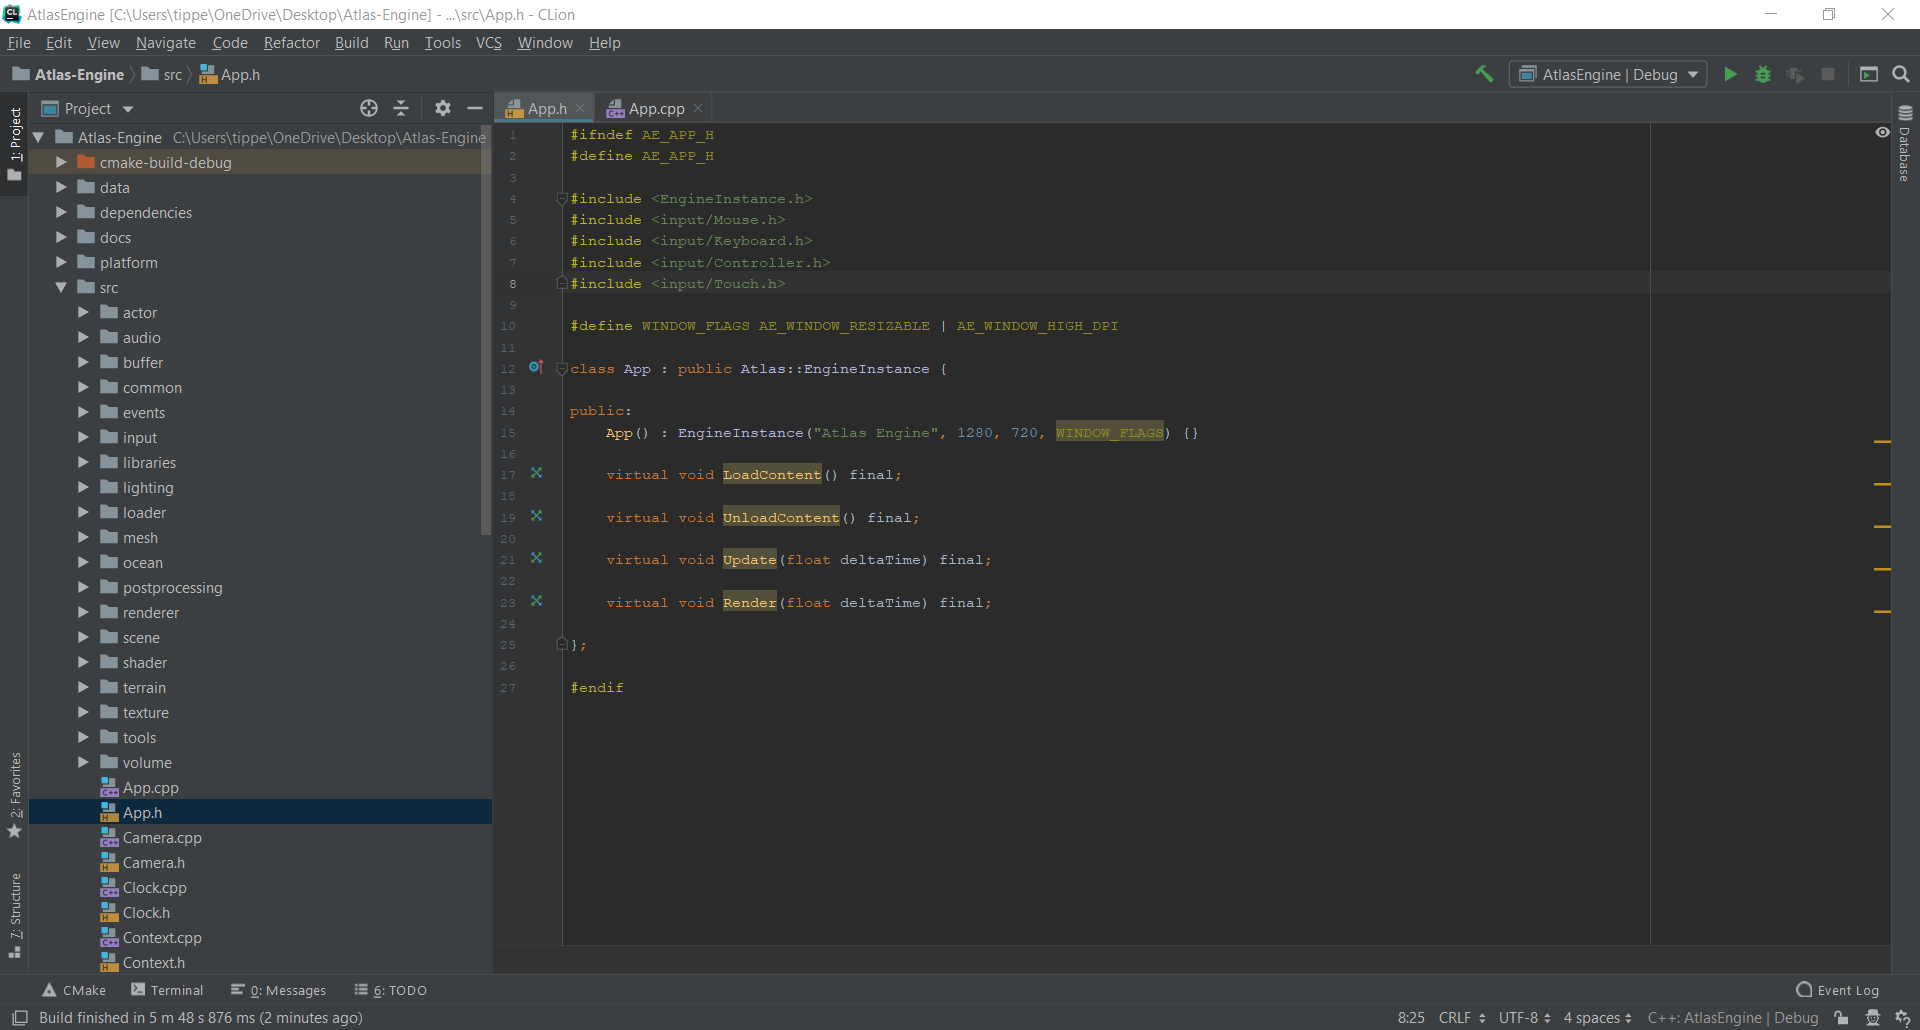 AtlasEngine [C:\Users\tippe\OneDrive\Desktop\Atlas-Engine] - ...\src\App.h - CLion
File Edit View Navigate Code Refactor Build Run Tools VCS Window Help
Atlas-Engine src App.h AtlasEngine | Debug
1: Project
Project
App.h App.cpp
Database
Atlas-Engine C:\Users\tippe\OneDrive\Desktop\Atlas-Engine
cmake-build-debug
data
dependencies
docs
platform
src
actor
audio
buffer
common
events
input
libraries
lighting
loader
mesh
ocean
postprocessing
renderer
scene
shader
terrain
texture
tools
volume
App.cpp
App.h
Camera.cpp
Camera.h
Clock.cpp
Clock.h
Context.cpp
Context.h
2: Favorites
7: Structure
1 #ifndef AE_APP_H
2 #define AE_APP_H
3
4 #include <EngineInstance.h>
5 #include <input/Mouse.h>
6 #include <input/Keyboard.h>
7 #include <input/Controller.h>
8 #include <input/Touch.h>
9
10 #define WINDOW_FLAGS AE_WINDOW_RESIZABLE | AE_WINDOW_HIGH_DPI
11
12 class App : public Atlas::EngineInstance {
13
14 public:
15 App() : EngineInstance("Atlas Engine", 1280, 720, WINDOW_FLAGS) {}
16
17 virtual void LoadContent() final;
18
19 virtual void UnloadContent() final;
20
21 virtual void Update(float deltaTime) final;
22
23 virtual void Render(float deltaTime) final;
24
25 };
26
27 #endif
CMake Terminal 0: Messages 6: TODO Event Log
Build finished in 5 m 48 s 876 ms (2 minutes ago) 8:25 CRLF UTF-8 4 spaces C++: AtlasEngine | Debug